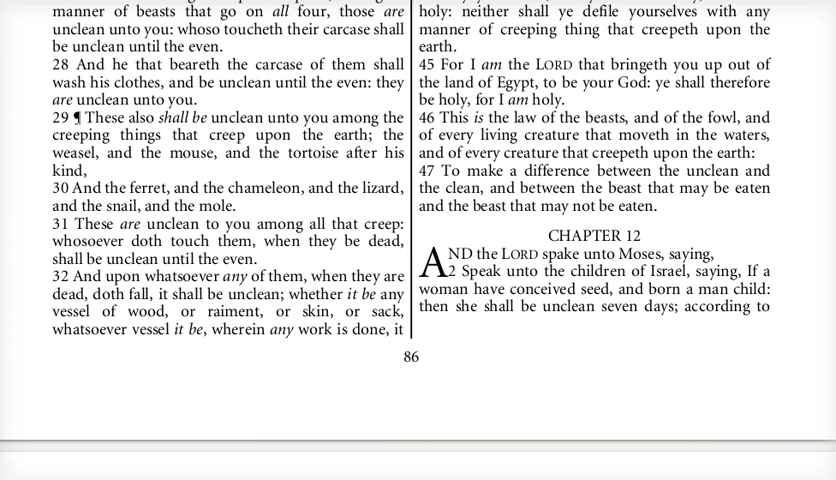 manner of beasts that go on all four, those are
unclean unto you: whoso toucheth their carcase shall
be unclean until the even.
28 And he that beareth the carcase of them shall
wash his clothes, and be unclean until the even: they
are unclean unto you.
29 ¶ These also shall be unclean unto you among the
creeping things that creep upon the earth; the
weasel, and the mouse, and the tortoise after his
kind,
30 And the ferret, and the chameleon, and the lizard,
and the snail, and the mole.
31 These are unclean to you among all that creep:
whosoever doth touch them, when they be dead,
shall be unclean until the even.
32 And upon whatsoever any of them, when they are
dead, doth fall, it shall be unclean; whether it be any
vessel of wood, or raiment, or skin, or sack,
whatsoever vessel it be, wherein any work is done, it
holy: neither shall ye defile yourselves with any
manner of creeping thing that creepeth upon the
earth.
45 For I am the LORD that bringeth you up out of
the land of Egypt, to be your God: ye shall therefore
be holy, for I am holy.
46 This is the law of the beasts, and of the fowl, and
of every living creature that moveth in the waters,
and of every creature that creepeth upon the earth:
47 To make a difference between the unclean and
the clean, and between the beast that may be eaten
and the beast that may not be eaten.
CHAPTER 12
AND the LORD spake unto Moses, saying,
2 Speak unto the children of Israel, saying, If a
woman have conceived seed, and born a man child:
then she shall be unclean seven days; according to
86